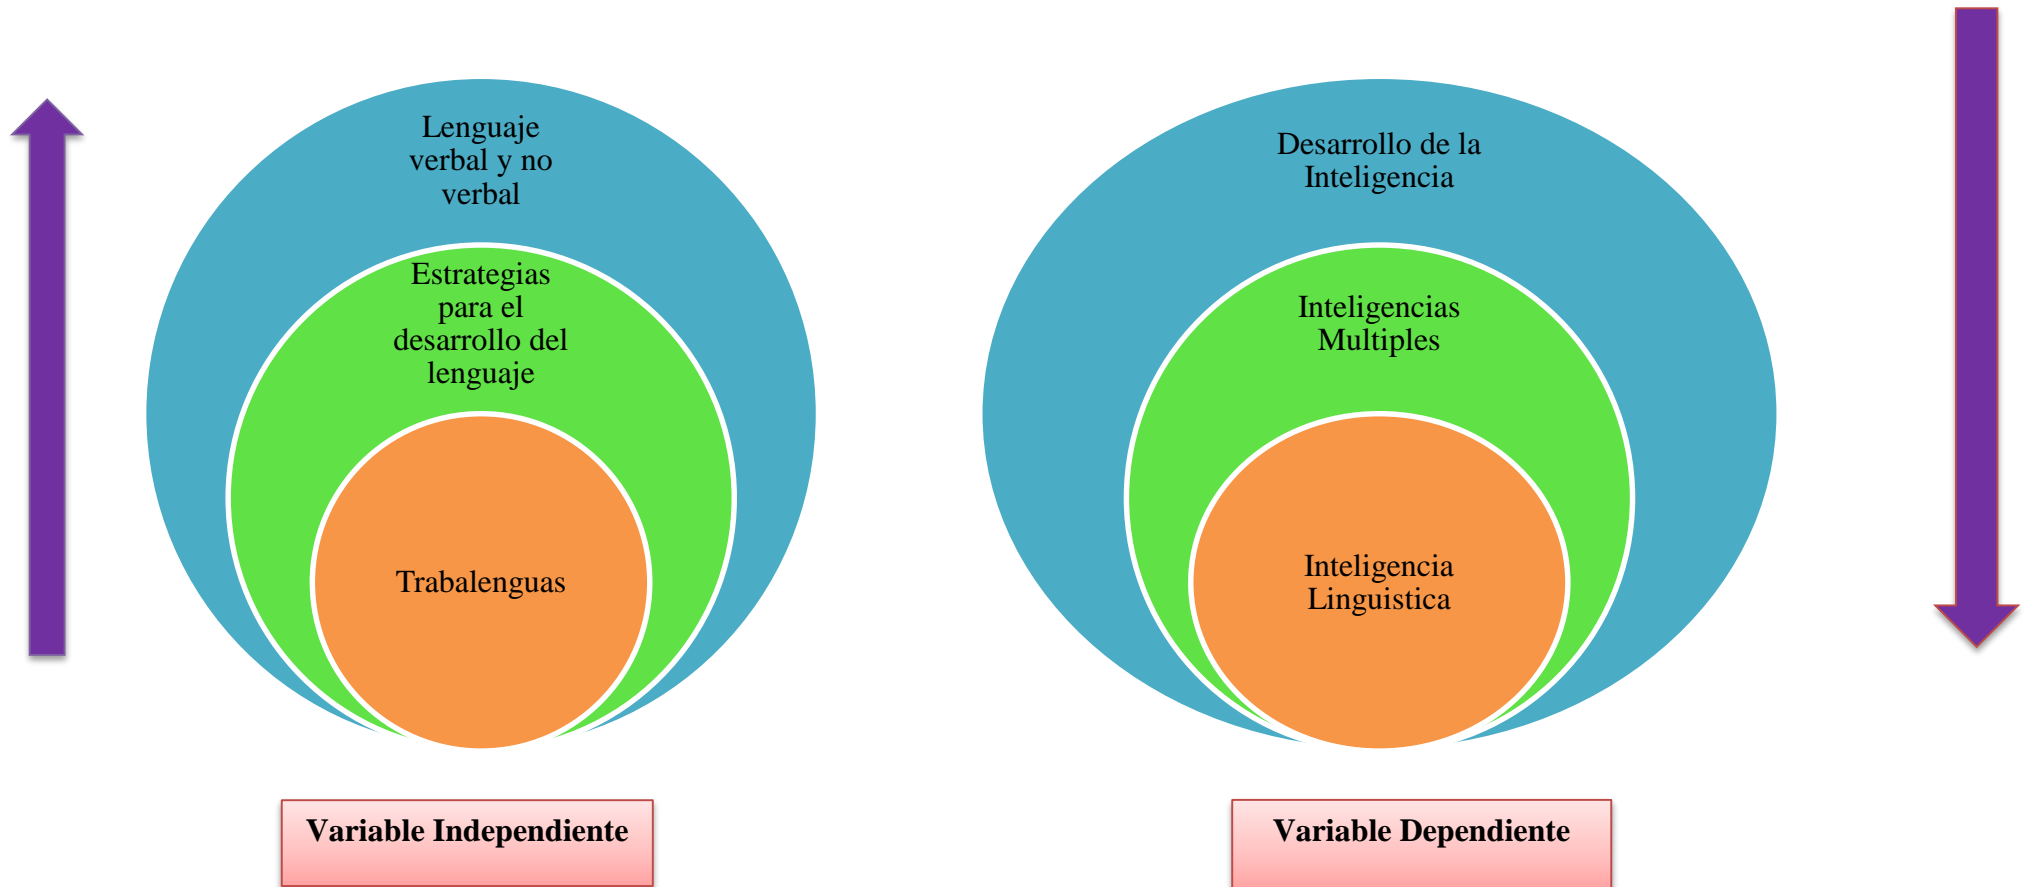 Lenguaje
verbal y no
verbal
Estrategias
para el
desarrollo del
lenguaje
Trabalenguas
Variable Independiente
Desarrollo de la
Inteligencia
Inteligencias
Multiples
Inteligencia
Linguistica
Variable Dependiente